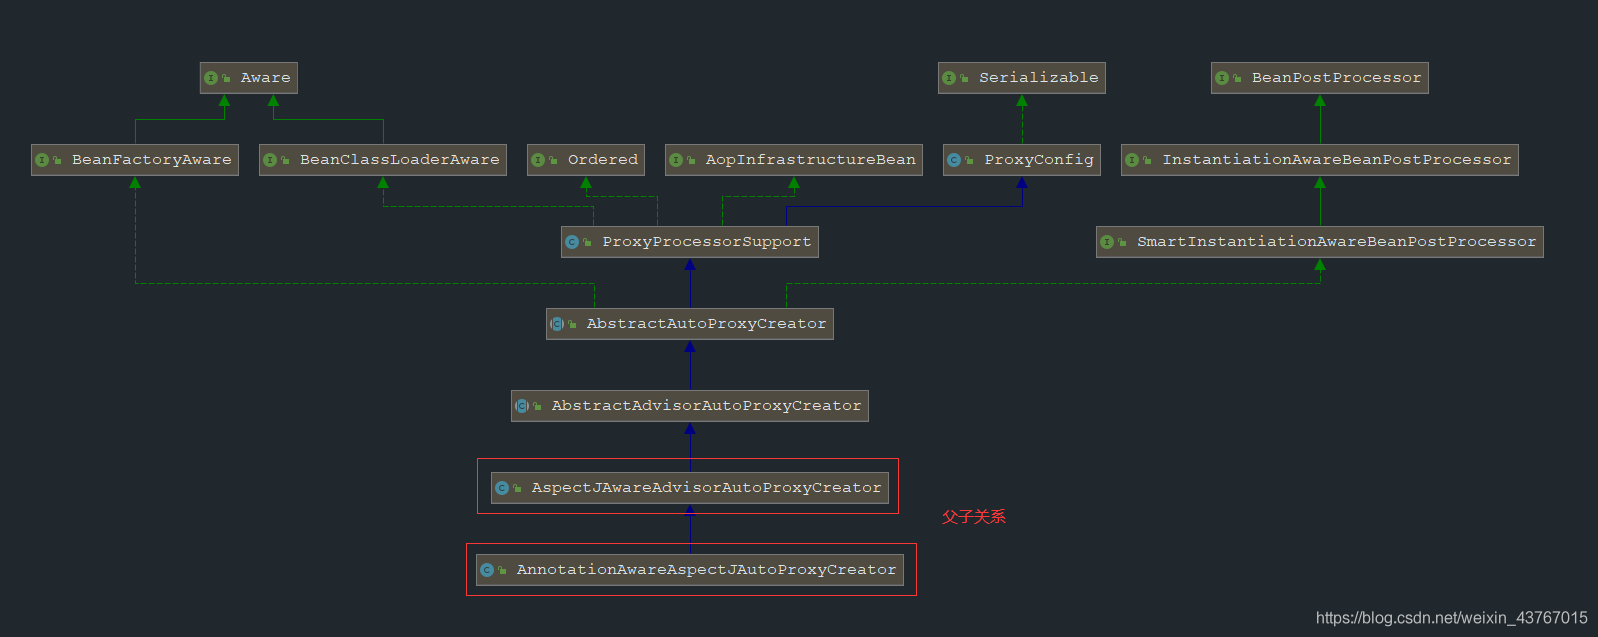 Aware
Serializable
BeanPostProcessor
BeanFactoryAware
BeanClassLoaderAware
Ordered
AopInfrastructureBean
ProxyConfig
InstantiationAwareBeanPostProcessor
ProxyProcessorSupport
SmartInstantiationAwareBeanPostProcessor
AbstractAutoProxyCreator
AbstractAdvisorAutoProxyCreator
AspectJAwareAdvisorAutoProxyCreator
父子关系
AnnotationAwareAspectJAutoProxyCreator
https://blog.csdn.net/weixin_43767015